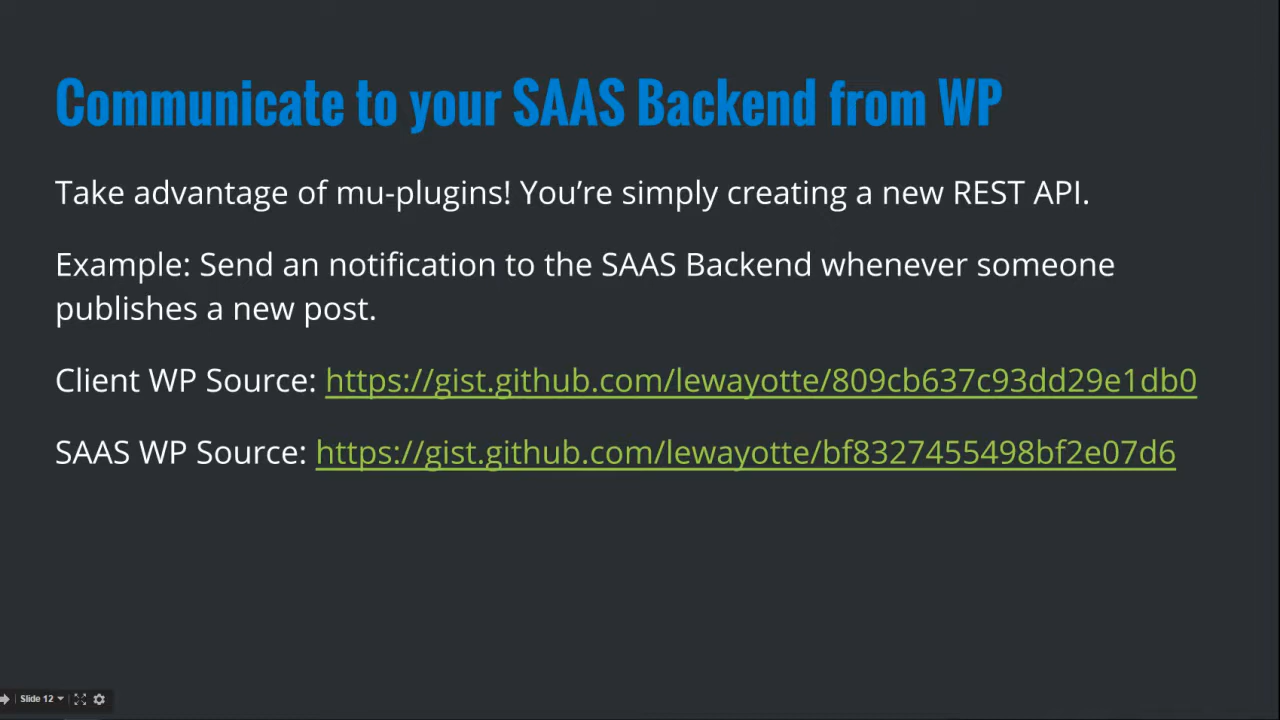 Communicate to your SAAS Backend from WP
Take advantage of mu-plugins! You’re simply creating a new REST API.
Example: Send an notification to the SAAS Backend whenever someone
publishes a new post.
Client WP Source: https://gist.github.com/lewayotte/809cb637c93dd29e1db0
SAAS WP Source: https://gist.github.com/lewayotte/bf8327455498bf2e07d6
Slide 12